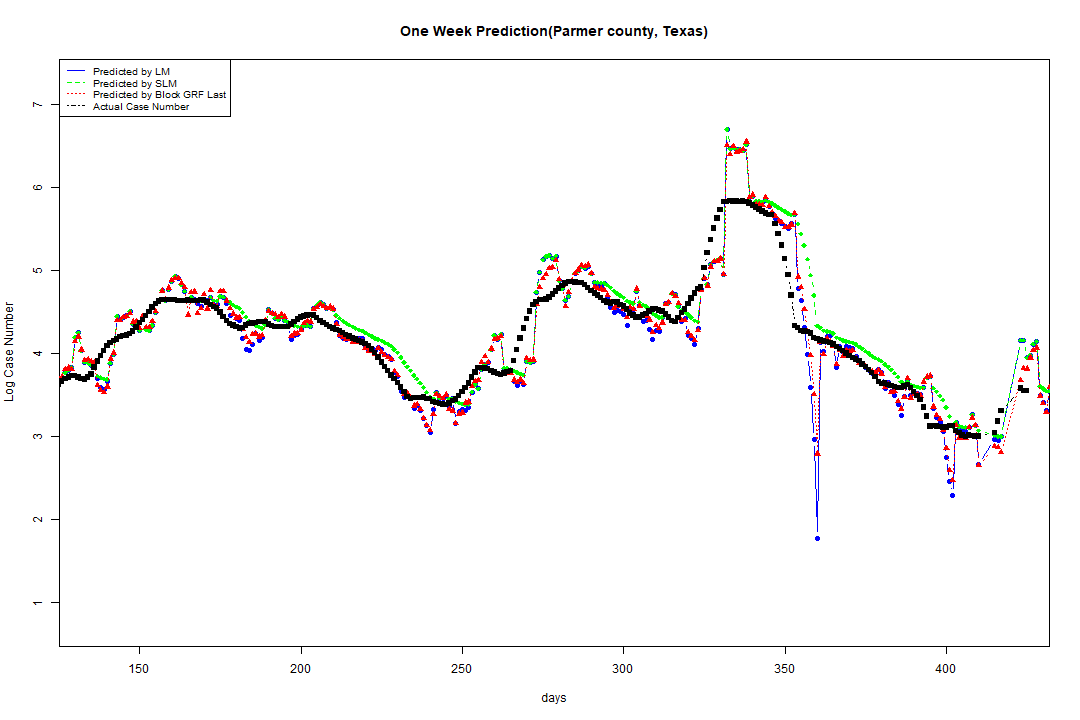 One Week Prediction(Parmer county, Texas)
Predicted by LM
Predicted by SLM
Predicted by Block GRF Last
Actual Case Number
7
6
5
4
3
2
1
Log Case Number
150 200 250 300 350 400
days